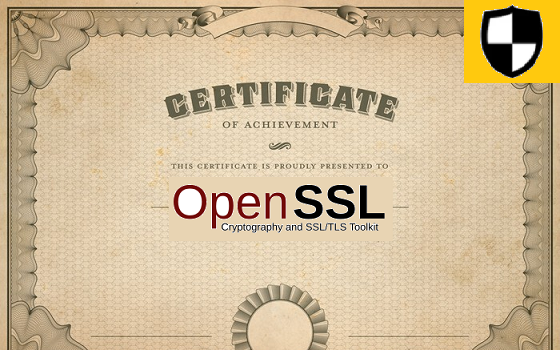 CERTIFICATE
OF ACHIEVEMENT
THIS CERTIFICATE IS PROUDLY PRESENTED TO
OpenSSL
Cryptography and SSL/TLS Toolkit